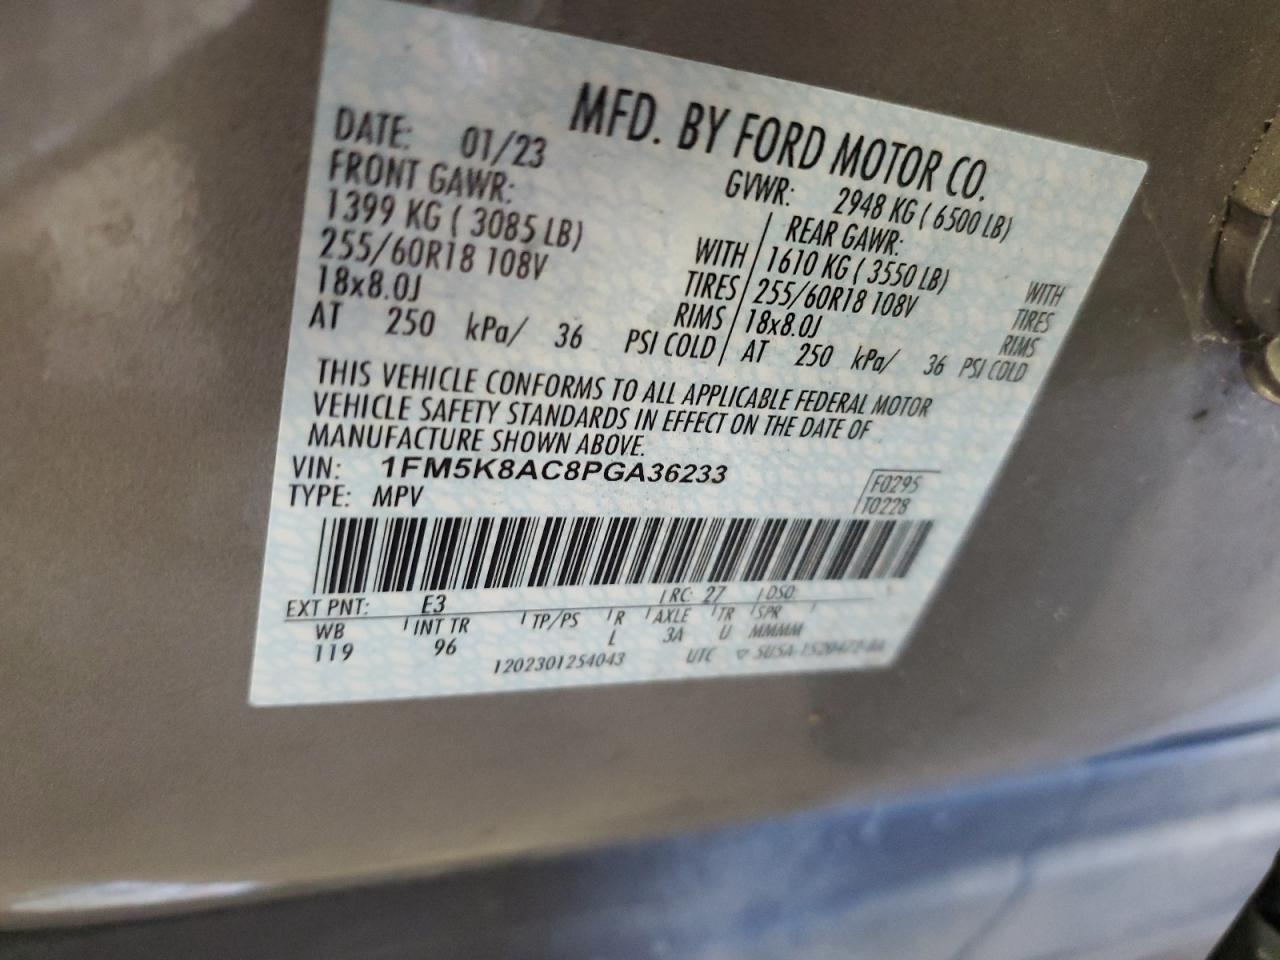 MFD. BY FORD MOTOR CO.
DATE: 01/23 GVWR: 2948 KG ( 6500 LB)
FRONT GAWR: REAR GAWR:
1399 KG ( 3085 LB) WITH 1610 KG ( 3550 LB) WITH
255/60R18 108V TIRES 255/60R18 108V TIRES
18x8.0J RIMS 18x8.0J RIMS
AT 250 kPa/ 36 PSI COLD AT 250 kPa/ 36 PSI COLD
THIS VEHICLE CONFORMS TO ALL APPLICABLE FEDERAL MOTOR
VEHICLE SAFETY STANDARDS IN EFFECT ON THE DATE OF
MANUFACTURE SHOWN ABOVE.
VIN: 1FM5K8AC8PGA36233
TYPE: MPV
F0295
T0228
EXT PNT: E3 RC: 27 DSO:
WB INT TR TP/PS R AXLE TR SPR
119 96 L 3A U MMMM
1202301254043 UTC